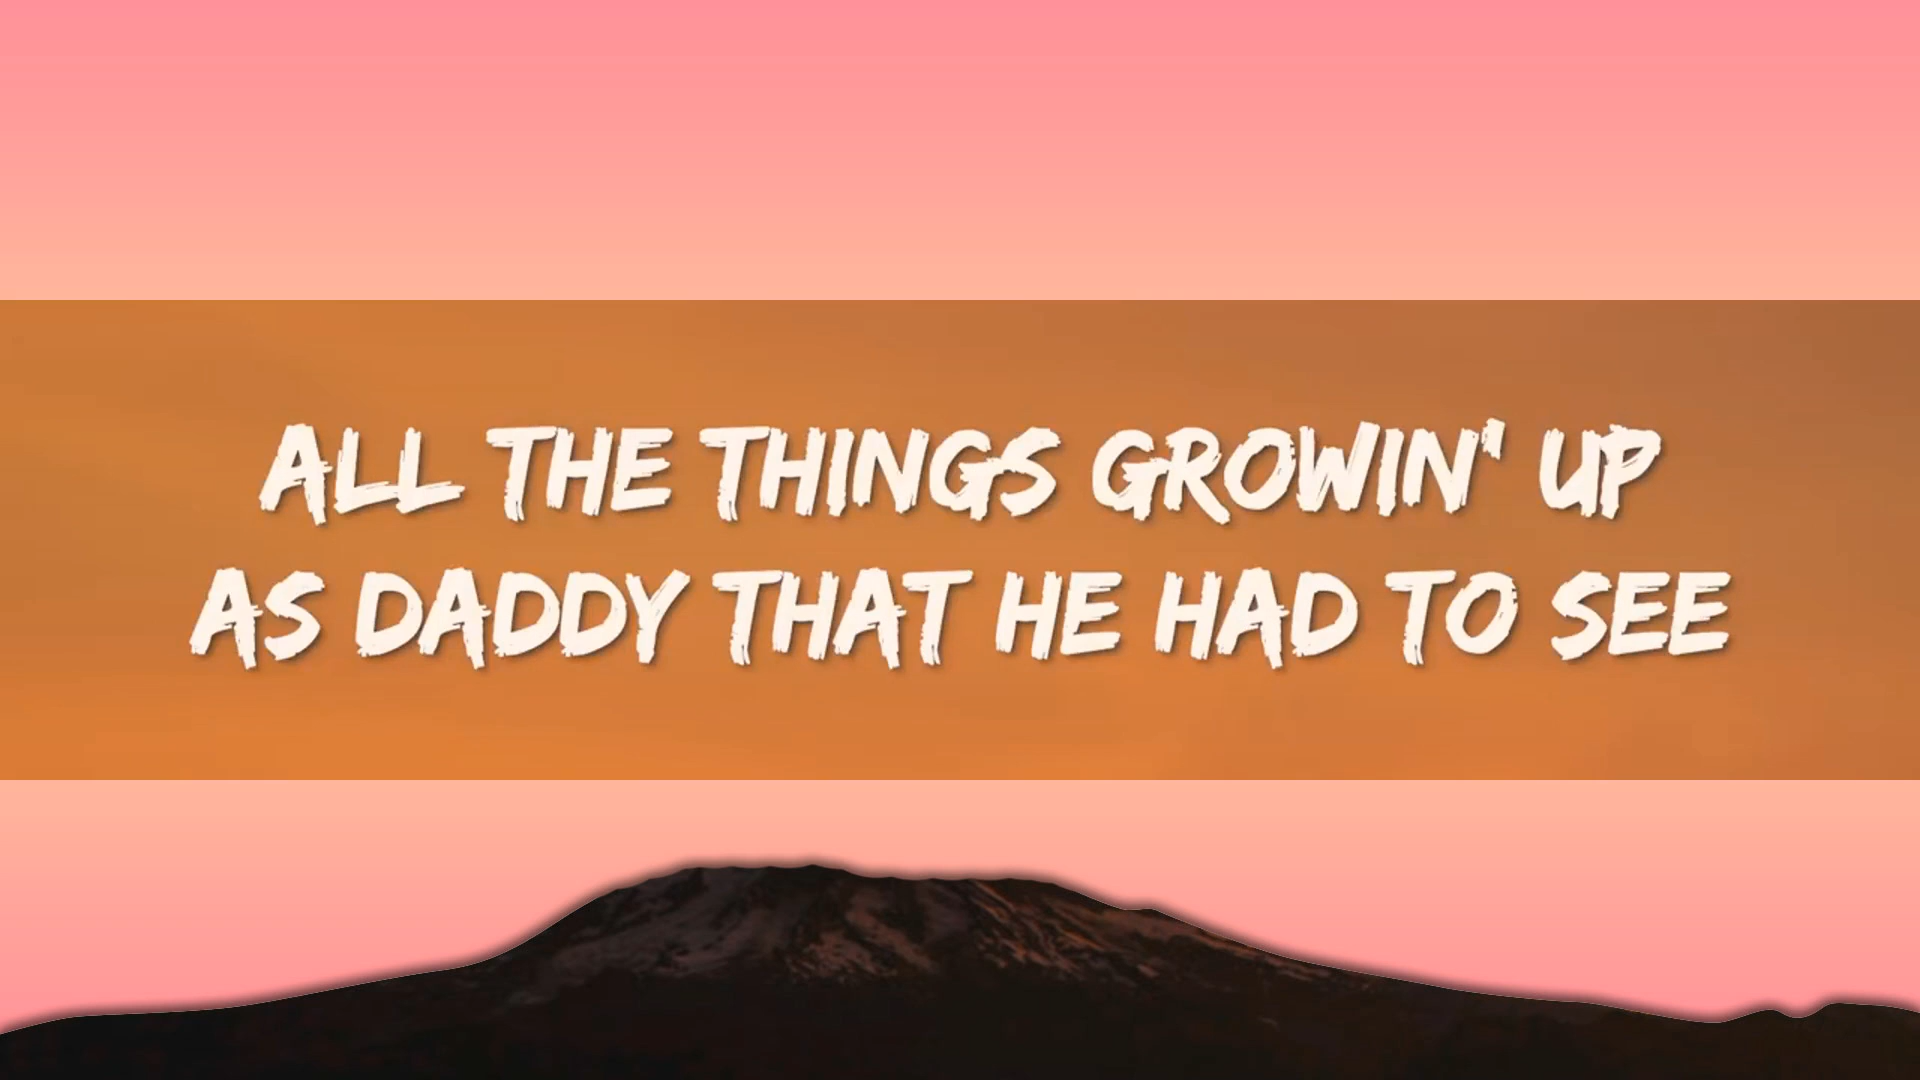 ALL THE THINGS GROWIN' UP
AS DADDY THAT HE HAD TO SEE